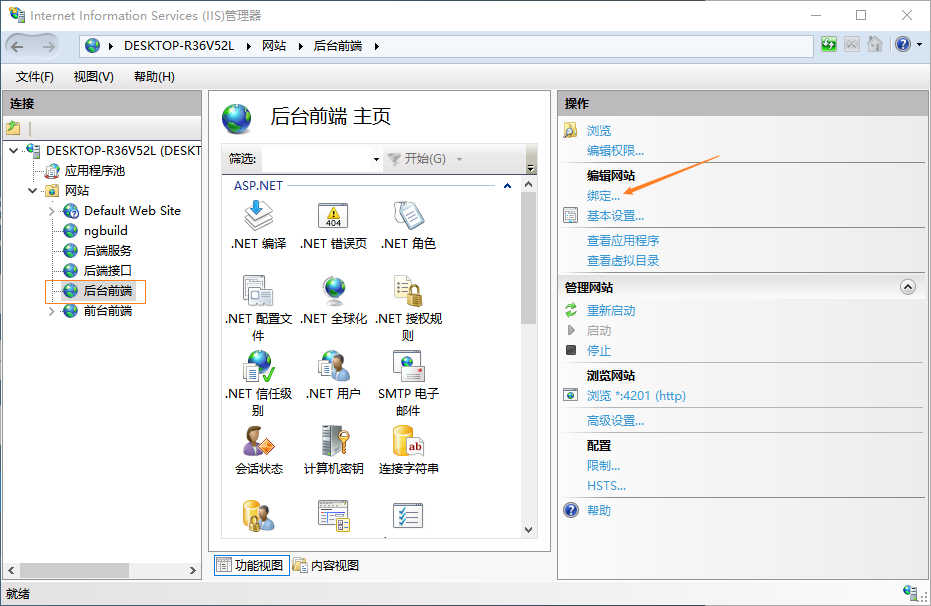 Internet Information Services (IIS)管理器
DESKTOP-R36V52L
网站
后台前端
文件(F)
视图(V)
帮助(H)
连接
DESKTOP-R36V52L (DESKT
应用程序池
网站
Default Web Site
ngbuild
后端服务
后端接口
后台前端
前台前端
后台前端 主页
筛选:
开始(G)
ASP.NET
.NET 编译
404
.NET 错误页
.NET 角色
.NET 配置文
件
.NET 全球化
.NET 授权规
则
.NET 信任级
别
.NET 用户
SMTP 电子
邮件
会话状态
计算机密钥
ab
连接字符串
功能视图
内容视图
操作
浏览
编辑权限...
编辑网站
绑定...
基本设置...
查看应用程序
查看虚拟目录
管理网站
重新启动
启动
停止
浏览网站
浏览 *:4201 (http)
高级设置...
配置
限制...
HSTS...
帮助
就绪